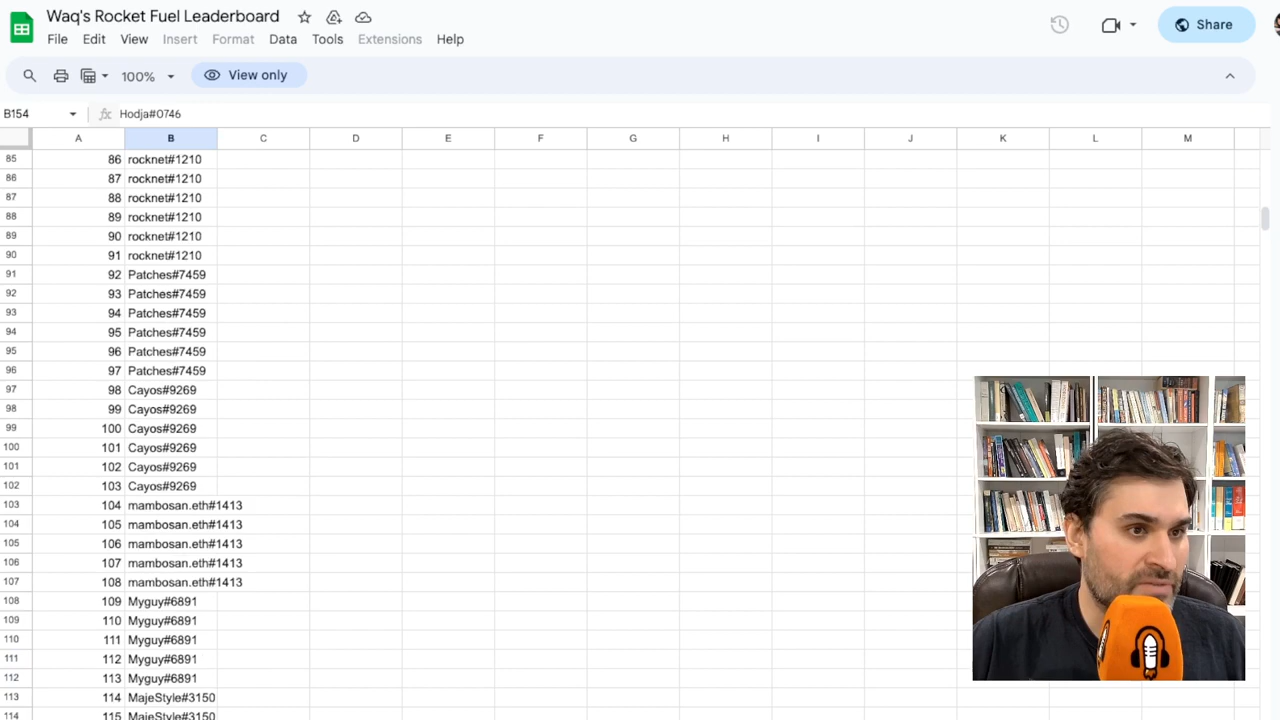 Waq's Rocket Fuel Leaderboard
File Edit View Insert Format Data Tools Extensions Help
Share
100% View only
B154 fx Hodja#0746
A B C D E F G H I J K L M
85 86 rocknet#1210
86 87 rocknet#1210
87 88 rocknet#1210
88 89 rocknet#1210
89 90 rocknet#1210
90 91 rocknet#1210
91 92 Patches#7459
92 93 Patches#7459
93 94 Patches#7459
94 95 Patches#7459
95 96 Patches#7459
96 97 Patches#7459
97 98 Cayos#9269
98 99 Cayos#9269
99 100 Cayos#9269
100 101 Cayos#9269
101 102 Cayos#9269
102 103 Cayos#9269
103 104 mambosan.eth#1413
104 105 mambosan.eth#1413
105 106 mambosan.eth#1413
106 107 mambosan.eth#1413
107 108 mambosan.eth#1413
108 109 Myguy#6891
109 110 Myguy#6891
110 111 Myguy#6891
111 112 Myguy#6891
112 113 Myguy#6891
113 114 MajeStyle#3150
114 115 MajeStyle#3150